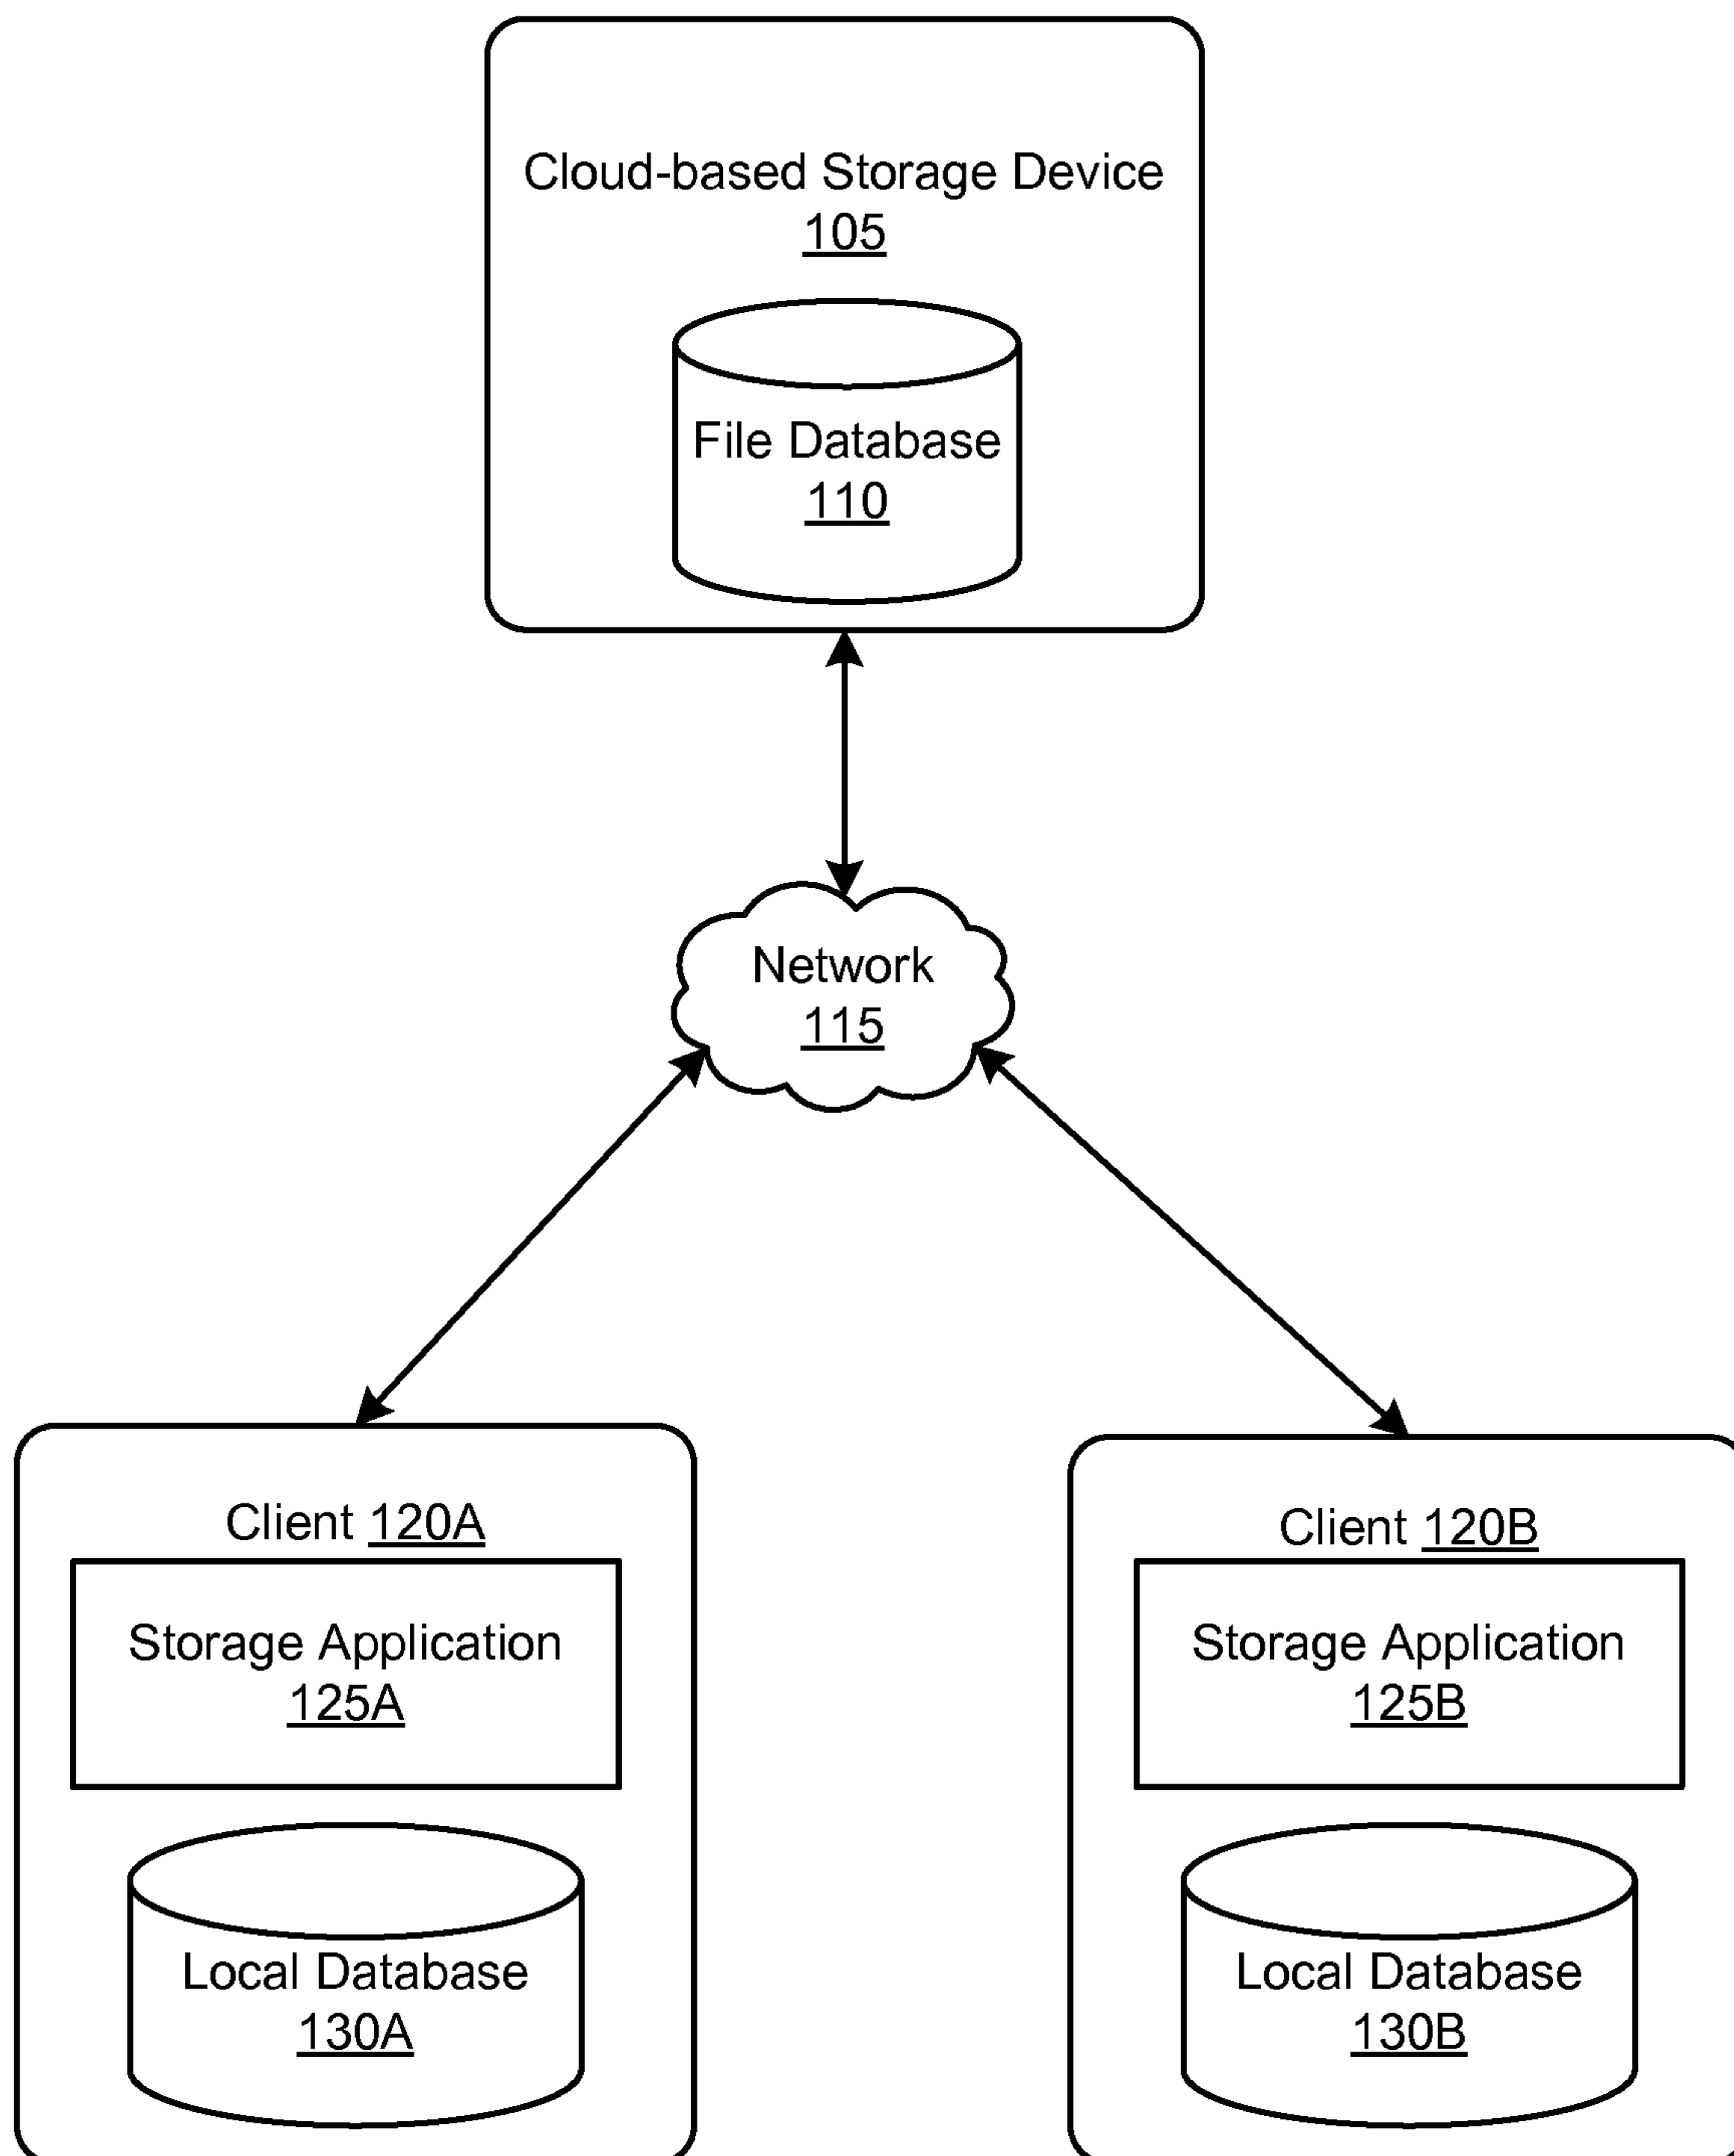 Cloud-based Storage Device
105
File Database
110
Network
115
Client 120A
Storage Application
125A
Local Database
130A
Client 120B
Storage Application
125B
Local Database
130B